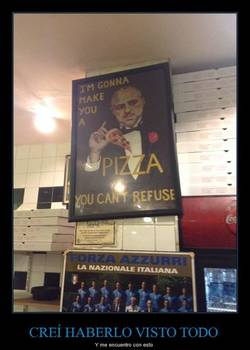 I'M GONNA
MAKE
YOU
A
PIZZA
YOU CAN'T REFUSE
FORZA AZZURRI
LA NAZIONALE ITALIANA
CREÍ HABERLO VISTO TODO
Y me encuentro con esto